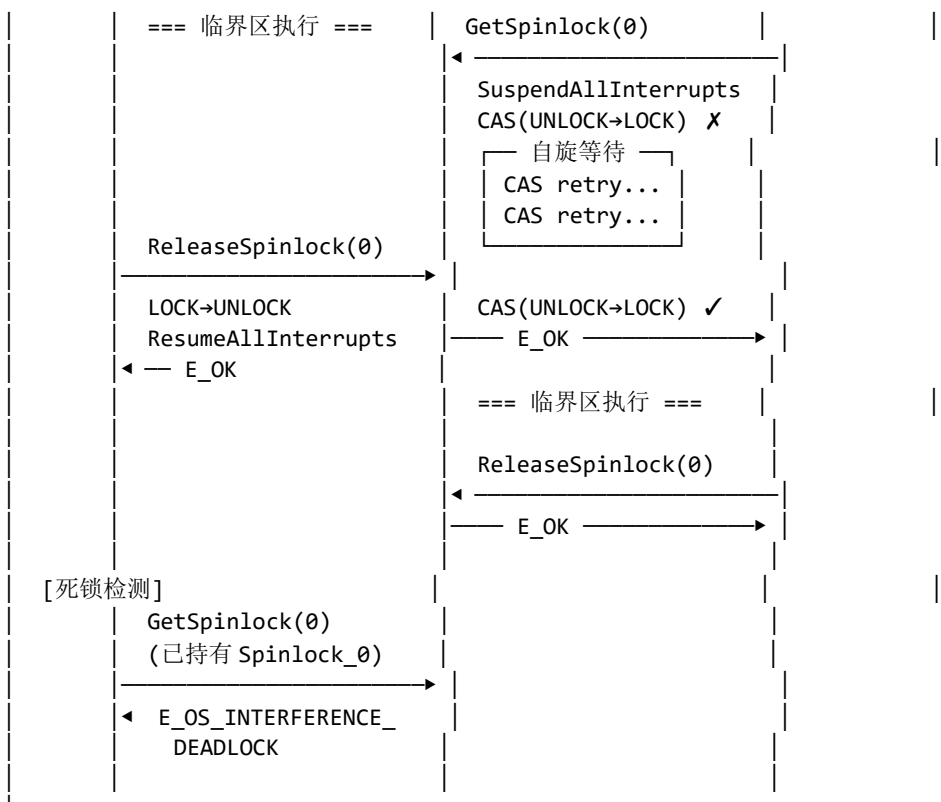 === 临界区执行 === GetSpinlock(0)
SuspendAllInterrupts
CAS(UNLOCK→LOCK) ✗
自旋等待
CAS retry...
CAS retry...
ReleaseSpinlock(0)
LOCK→UNLOCK CAS(UNLOCK→LOCK) ✓
ResumeAllInterrupts E_OK
E_OK
=== 临界区执行 ===
ReleaseSpinlock(0)
E_OK
[死锁检测]
GetSpinlock(0)
(已持有 Spinlock_0)
E_OS_INTERFERENCE_
DEADLOCK